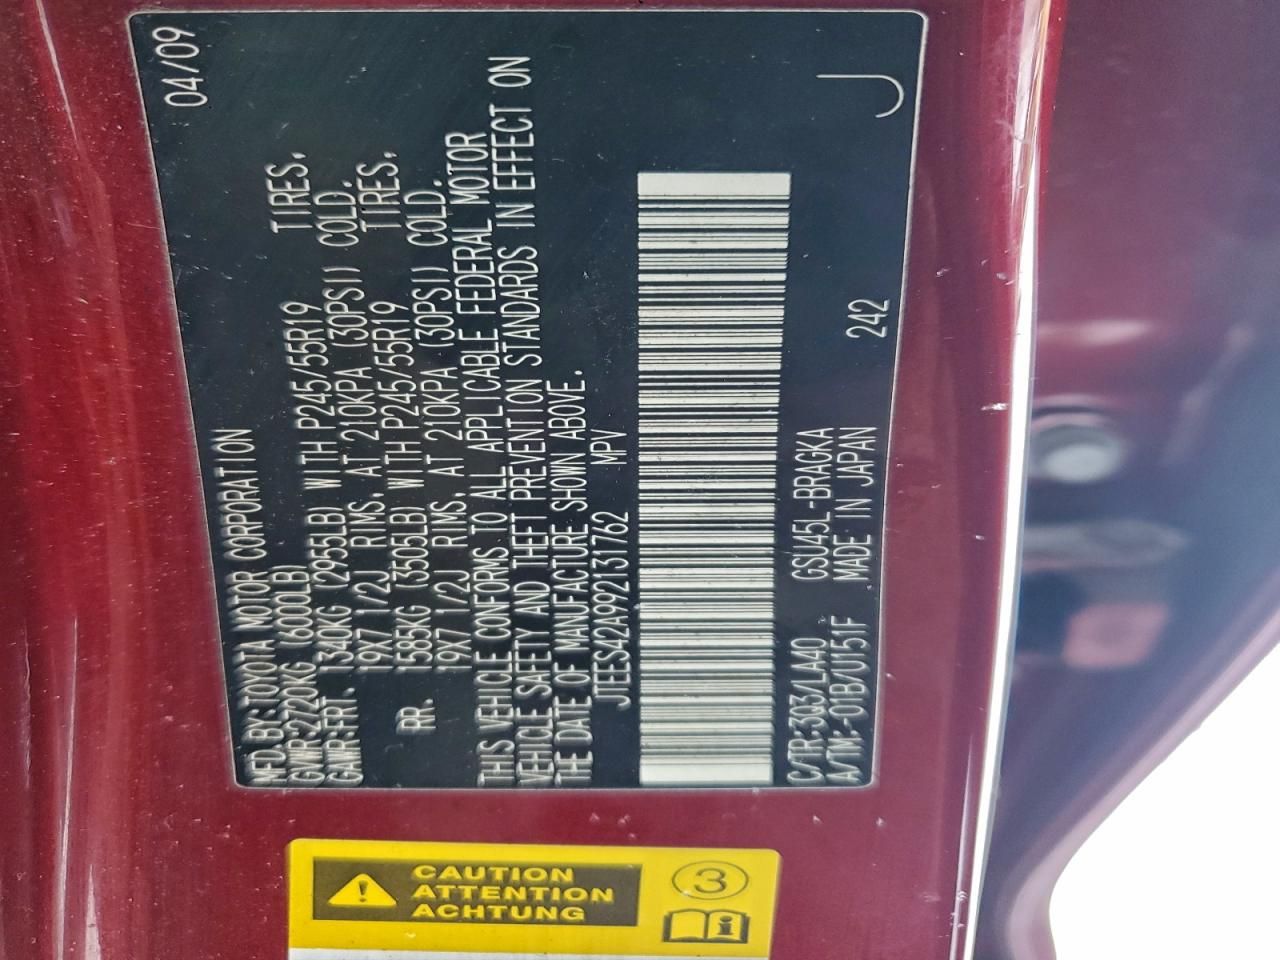 04/09
MFD BY:TOYOTA MOTOR CORPORATION
GVWR:2720KG (6000LB)
GAWR:FRT. 1340KG (2955LB) WITH P245/55R19 TIRES.
19X7 1/2J RIMS. AT 210KPA (30PSI) COLD.
RR. 1585KG (3505LB) WITH P245/55R19 TIRES.
19X7 1/2J RIMS. AT 210KPA (30PSI) COLD.
THIS VEHICLE CONFORMS TO ALL APPLICABLE FEDERAL MOTOR
VEHICLE SAFETY AND THEFT PREVENTION STANDARDS IN EFFECT ON
THE DATE OF MANUFACTURE SHOWN ABOVE.
JTEES42A992131762 MPV
C/TR:3Q3/LA40 GSU45L-BRAGKA
A/TM:-01B/U151F MADE IN JAPAN 242
J
CAUTION
ATTENTION
ACHTUNG
3